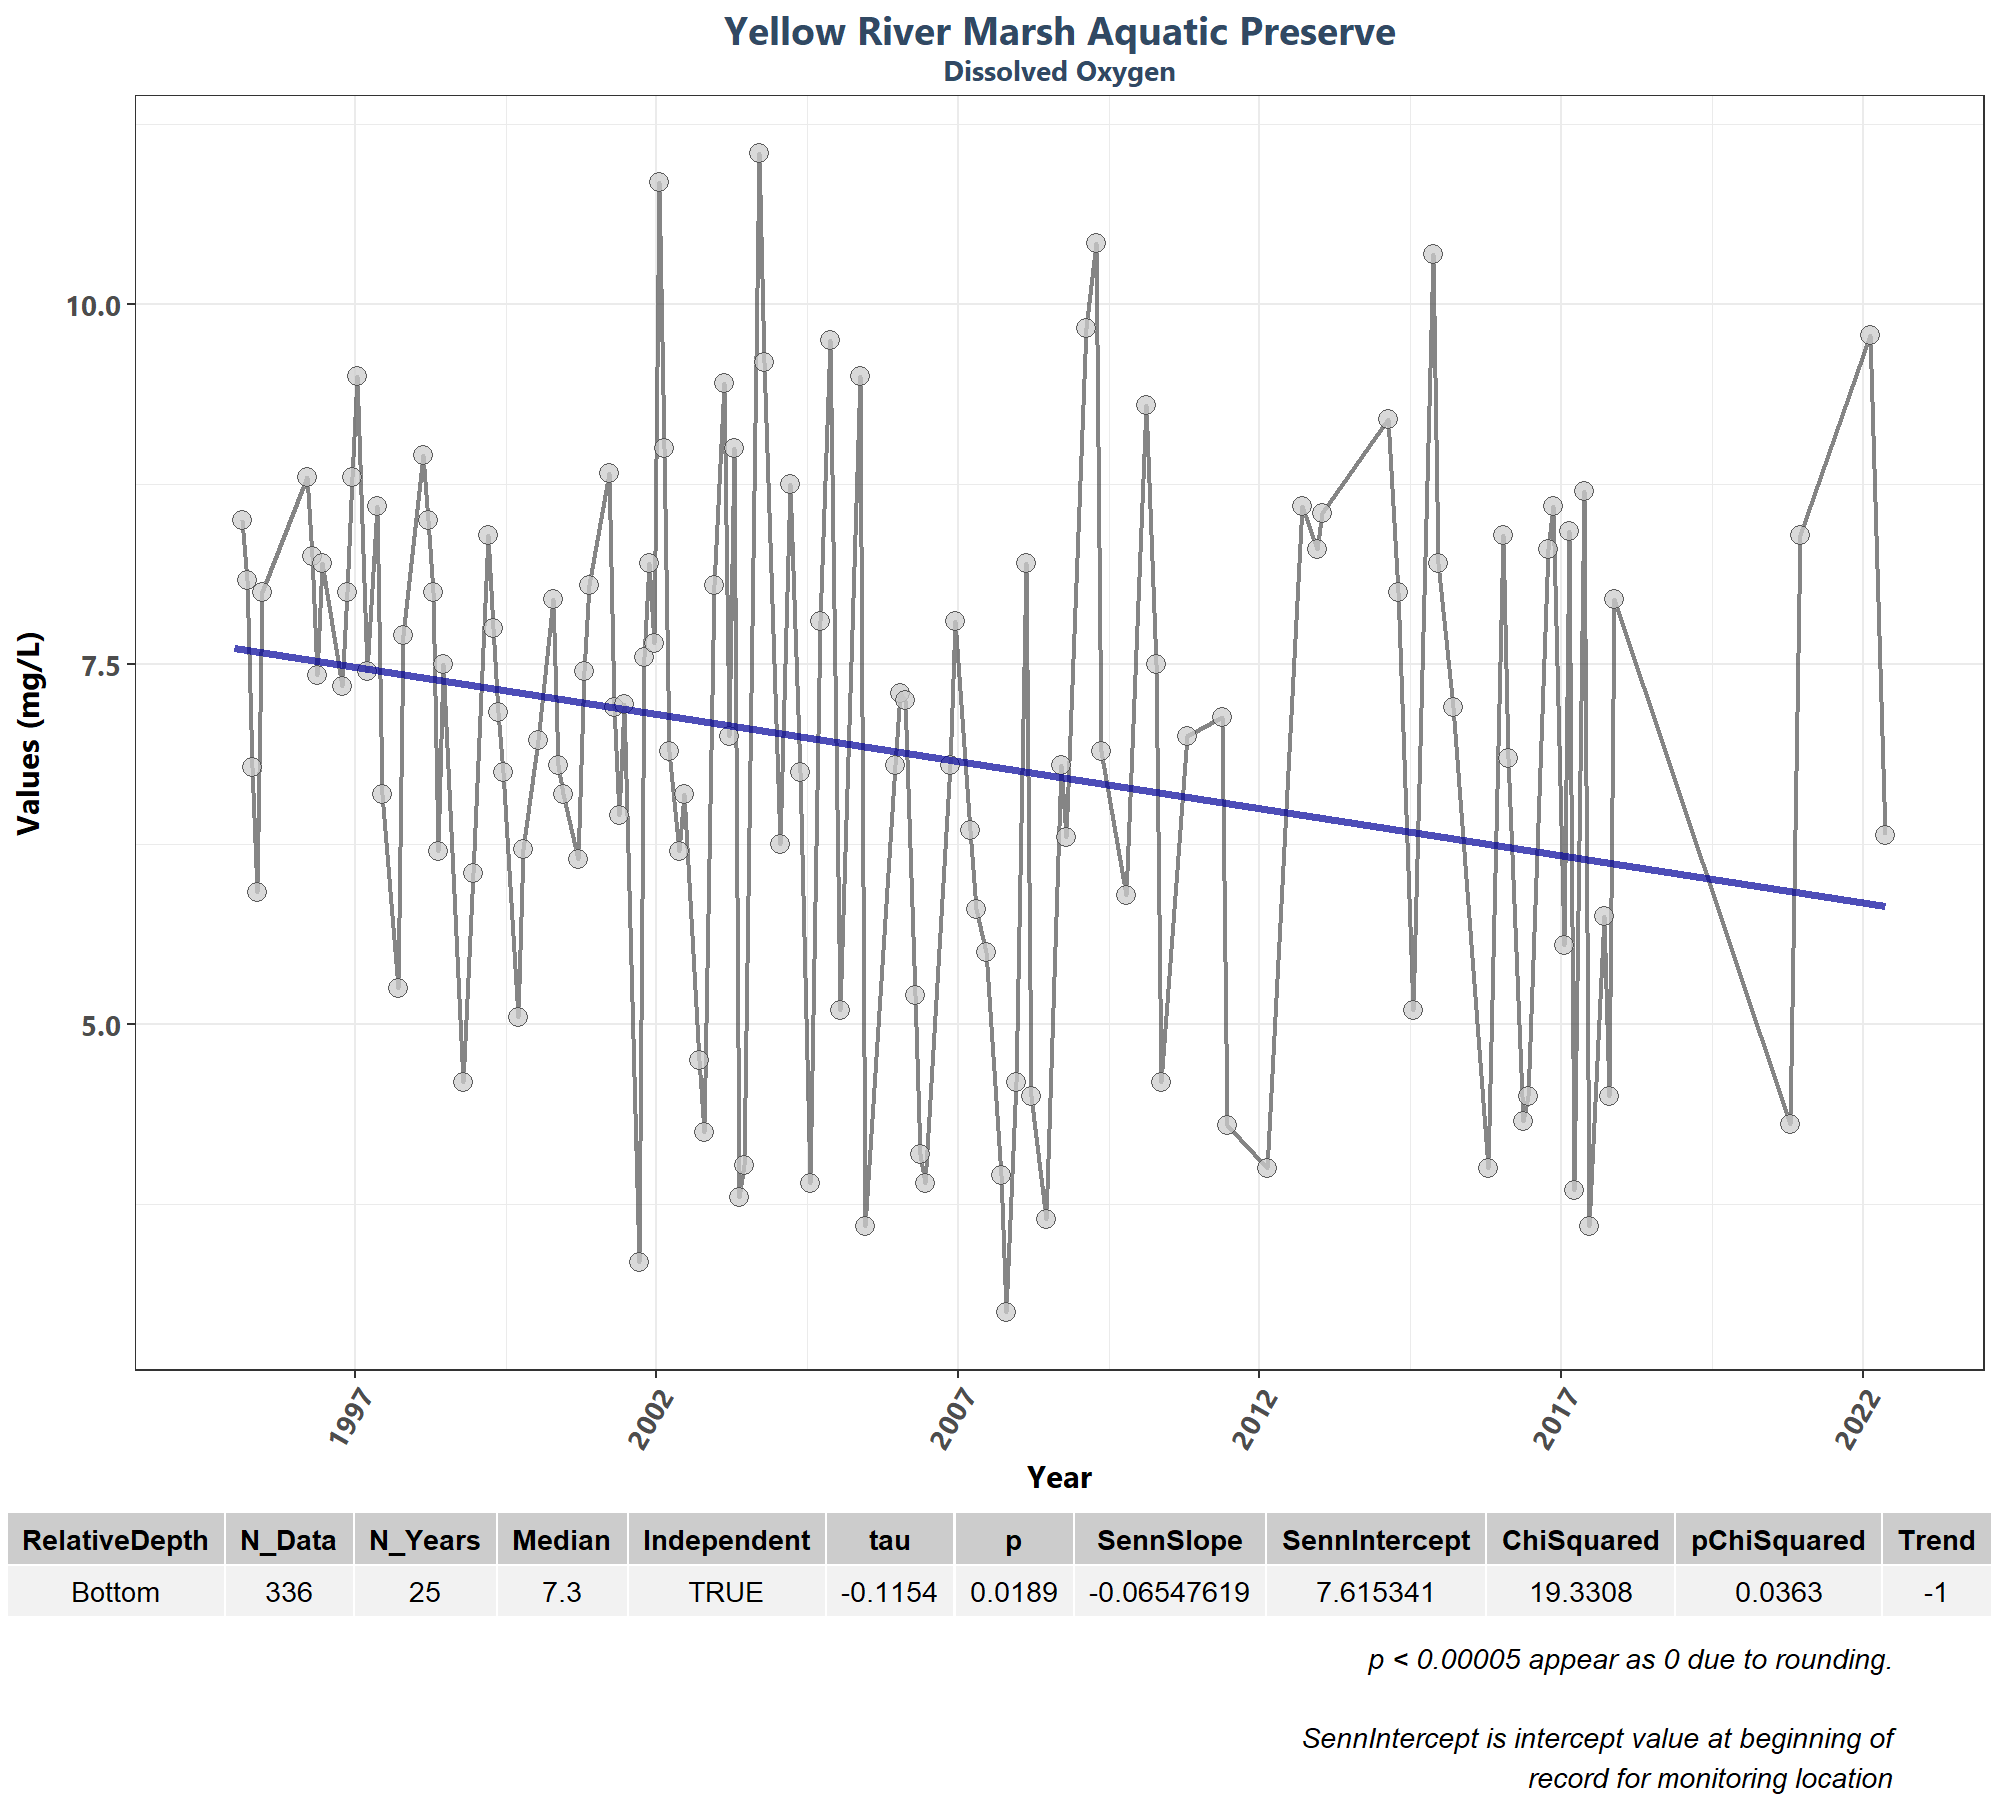 Yellow River Marsh Aquatic Preserve
Dissolved Oxygen
Values (mg/L)
10.0
7.5
5.0
1997 2002 2007 2012 2017 2022
Year
RelativeDepth N_Data N_Years Median Independent tau p SennSlope SennIntercept ChiSquared pChiSquared Trend
Bottom 336 25 7.3 TRUE -0.1154 0.0189 -0.06547619 7.615341 19.3308 0.0363 -1
p < 0.00005 appear as 0 due to rounding.
SennIntercept is intercept value at beginning of
record for monitoring location